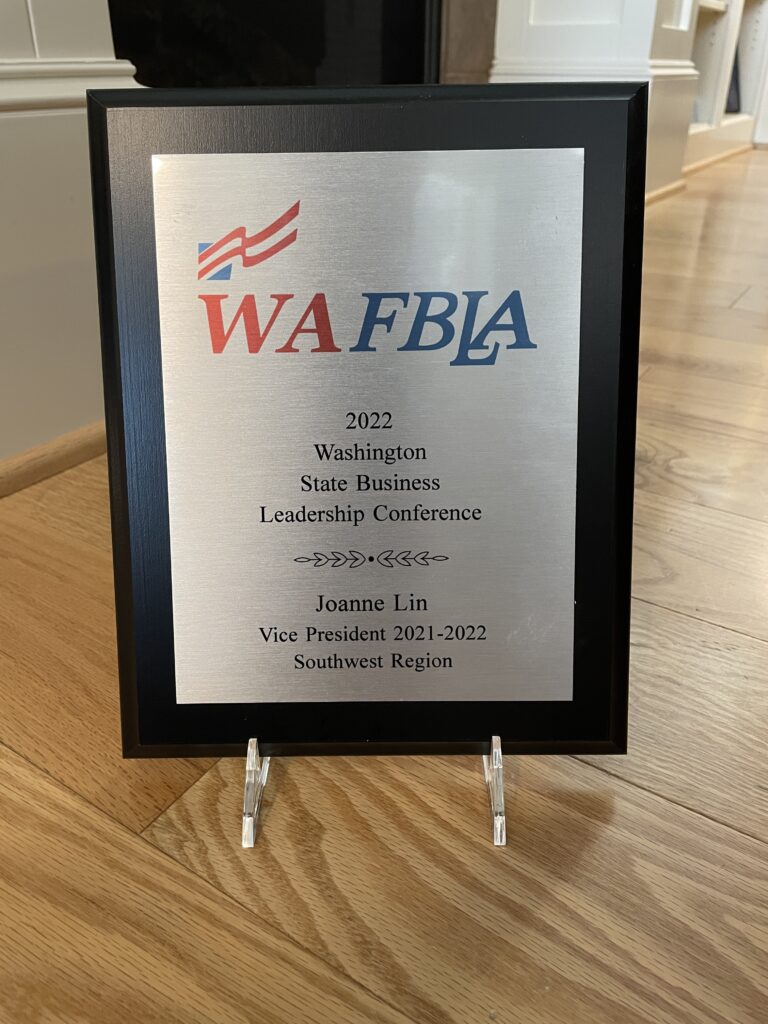 WA FBLA
2022
Washington
State Business
Leadership Conference
Joanne Lin
Vice President 2021-2022
Southwest Region